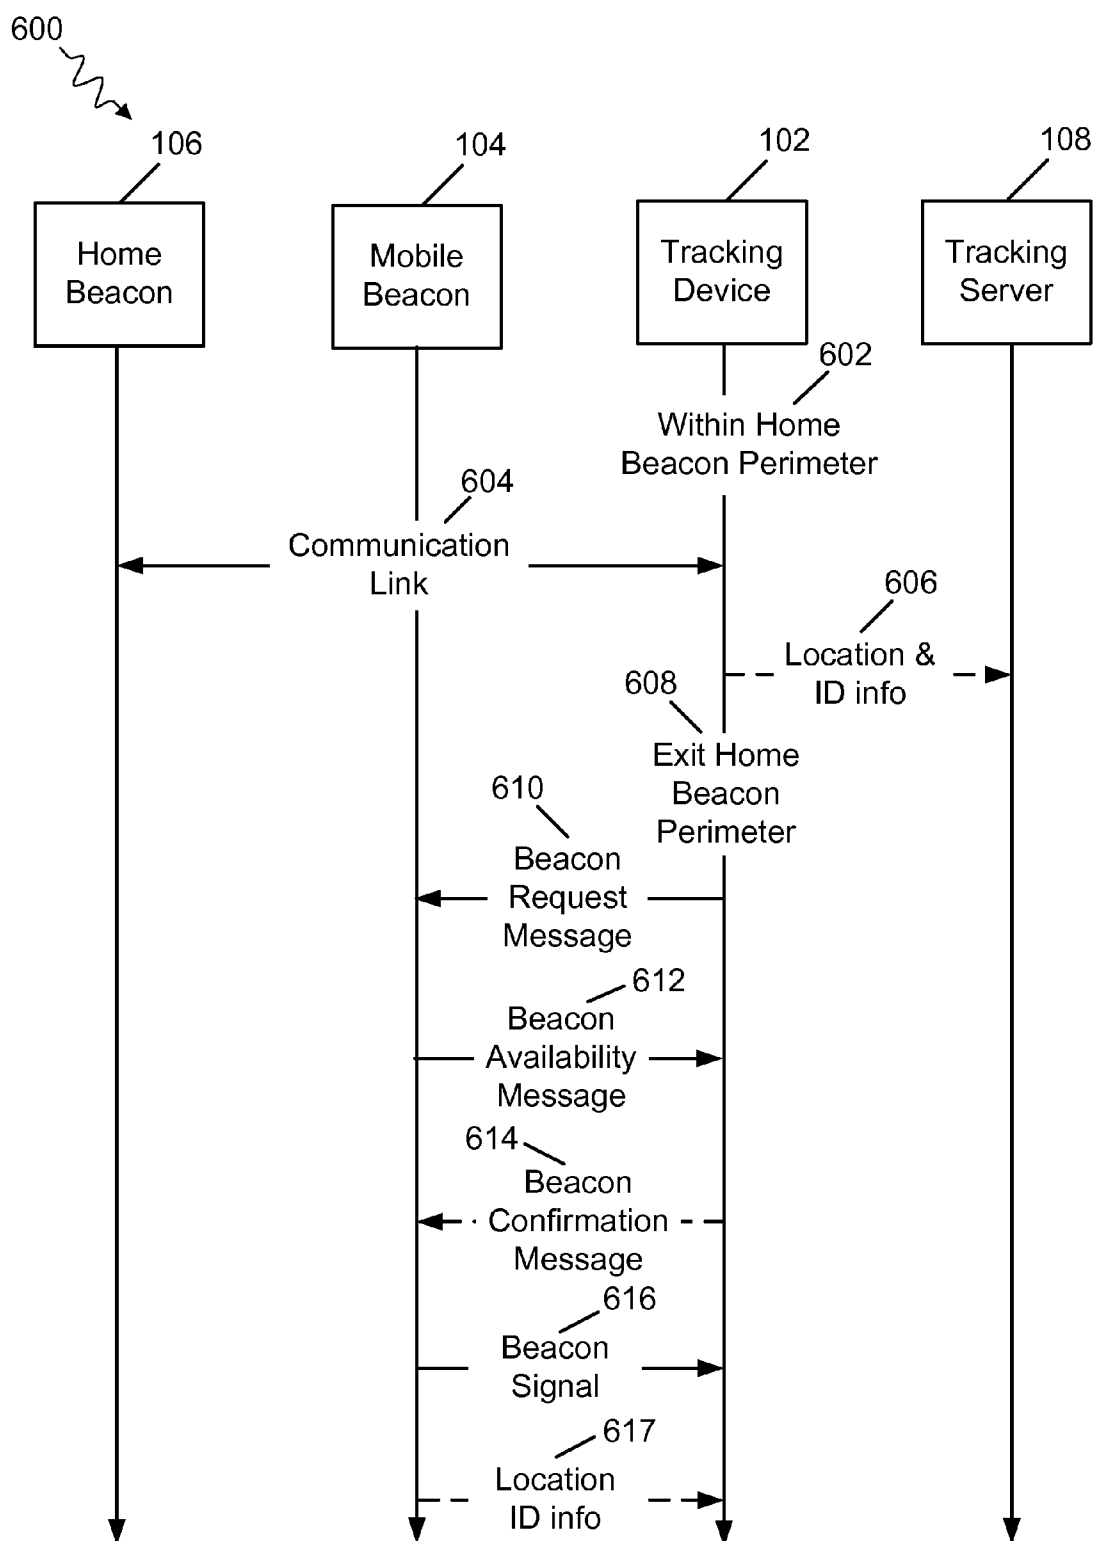 600
106
104
102
108
Home
Beacon
Mobile
Beacon
Tracking
Device
Tracking
Server
602
Within Home
Beacon Perimeter
604
Communication
Link
606
Location &
ID info
608
Exit Home
Beacon
Perimeter
610
Beacon
Request
Message
612
Beacon
Availability
Message
614
Beacon
Confirmation
Message
616
Beacon
Signal
617
Location
ID info